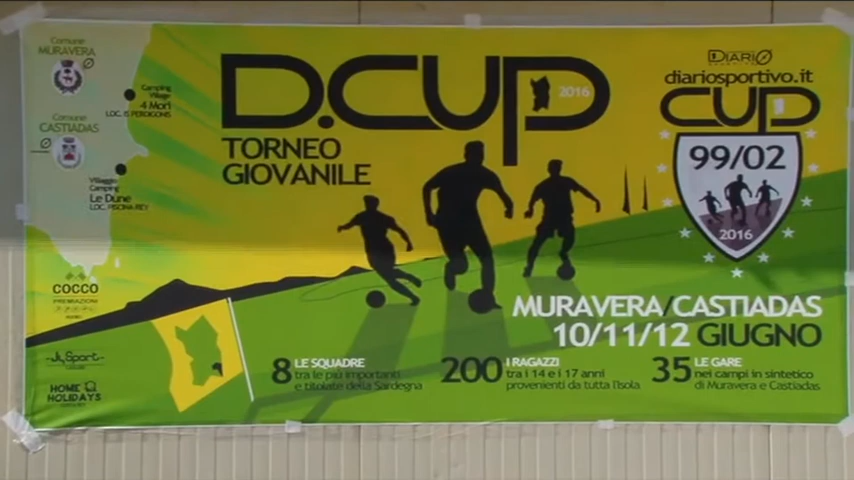 Comune
MURAVERA
Comune
CASTIADAS
Camping
Village
4 Mori
LOC. IS PERDIGONIS
Villaggio
Camping
Le Dune
LOC. PISCINA REY
COCCO
PREMIAZIONI
Jy Sport
HOME
HOLIDAYS
D.CUP
2016
TORNEO
GIOVANILE
DIARIO
diariosportivo.it
CUP
99/02
2016
MURAVERA/CASTIADAS
10/11/12 GIUGNO
8 LE SQUADRE
tra le più importanti
e titolate della Sardegna
200 I RAGAZZI
tra i 14 e i 17 anni
provenienti da tutta l'Isola
35 LE GARE
nei campi in sintetico
di Muravera e Castiadas